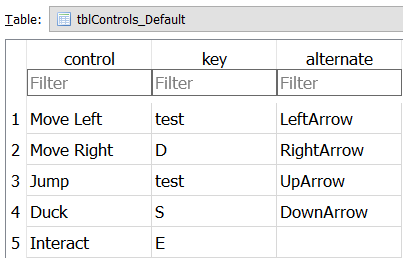 Table: tblControls_Default
control key alternate
Filter Filter Filter
1 Move Left test LeftArrow
2 Move Right D RightArrow
3 Jump test UpArrow
4 Duck S DownArrow
5 Interact E